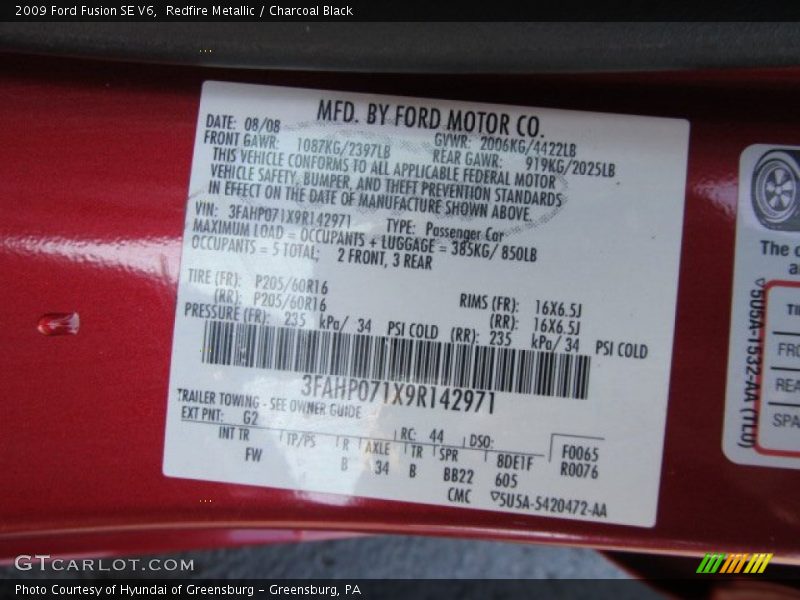 2009 Ford Fusion SE V6,  Redfire Metallic / Charcoal Black
MFD. BY FORD MOTOR CO.
DATE: 08/08 GVWR: 2006KG/4422LB
FRONT GAWR: 1087KG/2397LB REAR GAWR: 919KG/2025LB
THIS VEHICLE CONFORMS TO ALL APPLICABLE FEDERAL MOTOR
VEHICLE SAFETY, BUMPER, AND THEFT PREVENTION STANDARDS
IN EFFECT ON THE DATE OF MANUFACTURE SHOWN ABOVE.
VIN: 3FAHP071X9R142971 TYPE: Passenger Car
MAXIMUM LOAD = OCCUPANTS + LUGGAGE = 385KG/ 850LB
OCCUPANTS = 5 TOTAL; 2 FRONT, 3 REAR
TIRE (FR): P205/60R16 RIMS (FR): 16X6.5J
(RR): P205/60R16 (RR): 16X6.5J
PRESSURE (FR): 235 kPa/ 34 PSI COLD (RR): 235 kPa/ 34 PSI COLD
3FAHP071X9R142971
TRAILER TOWING - SEE OWNER GUIDE
EXT PNT: G2 RC: 44 DSO: F0065
INT TR TP/PS R AXLE TR SPR 8DE1F R0076
FW B 34 B BB22 605
CMC ▽5U5A-5420472-AA
The
▽5U5A-1532-AA (TL0)
GTCARLOT.COM
Photo Courtesy of Hyundai of Greensburg - Greensburg, PA